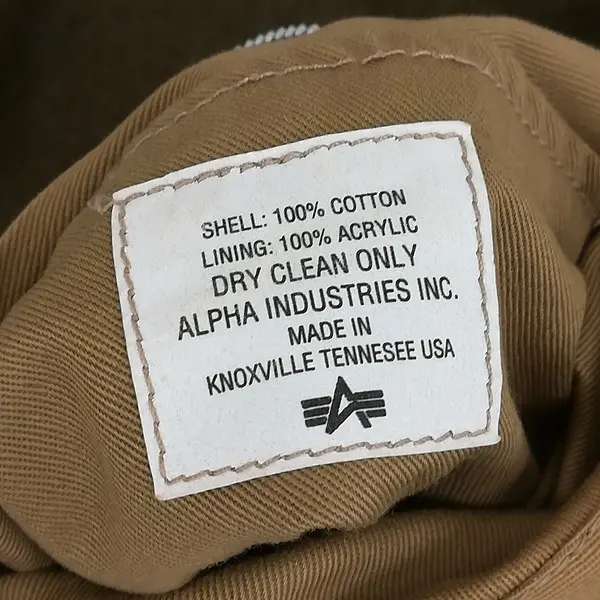 SHELL: 100% COTTON
LINING: 100% ACRYLIC
DRY CLEAN ONLY
ALPHA INDUSTRIES INC.
MADE IN
KNOXVILLE TENNESEE USA